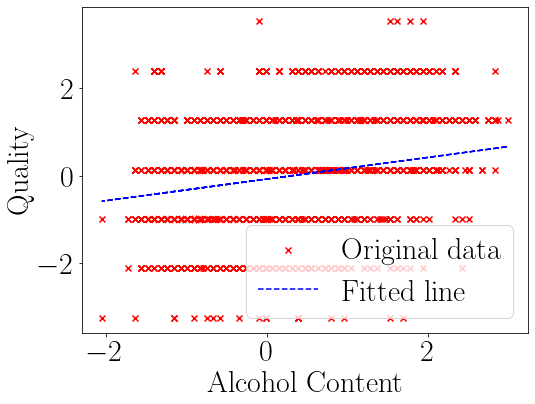 2
0
−2
Quality
Original data
Fitted line
−2 0 2
Alcohol Content